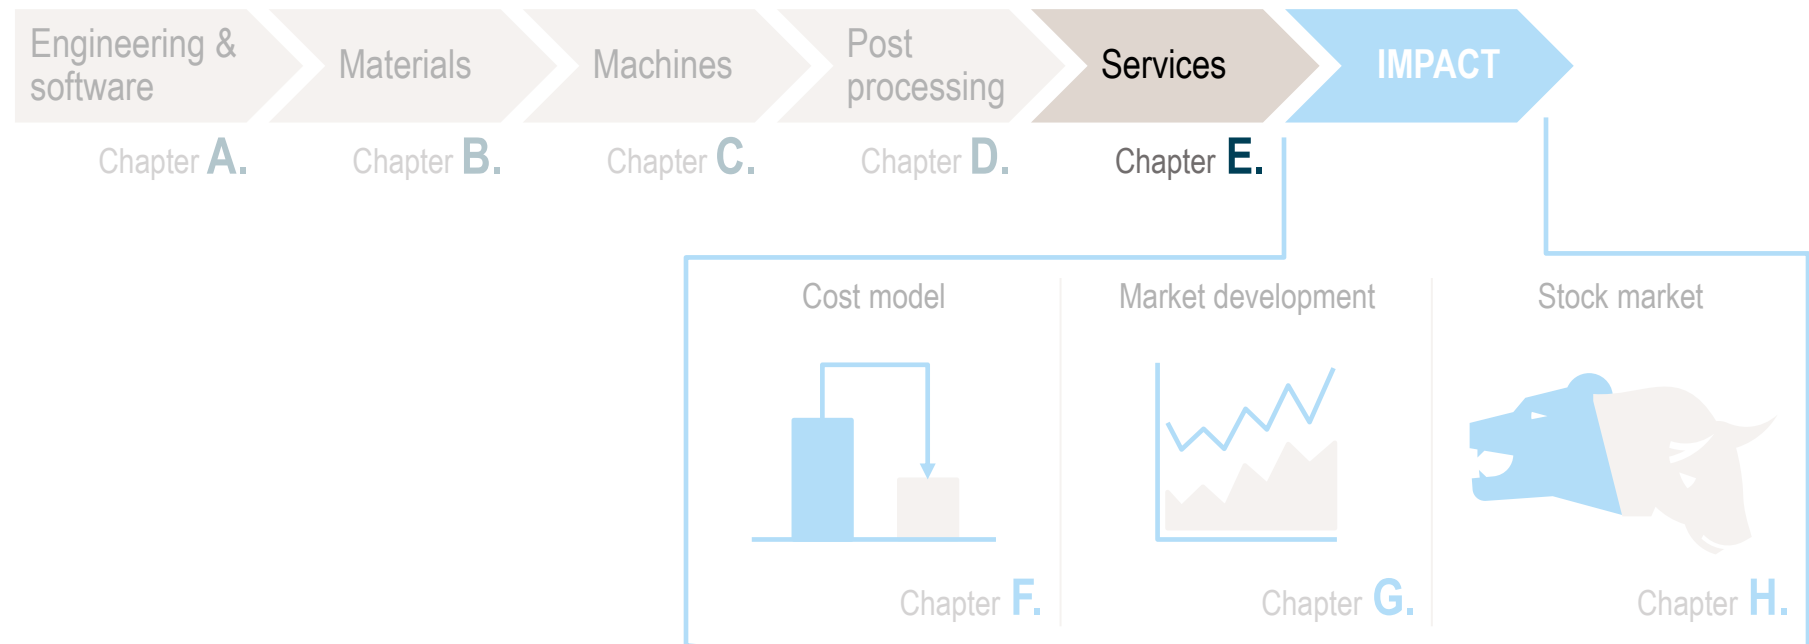 Engineering &
software
Materials
Machines
Post
processing
Services
IMPACT
Chapter A.
Chapter B.
Chapter C.
Chapter D.
Chapter E.
Cost model
Market development
Stock market
Chapter F.
Chapter G.
Chapter H.